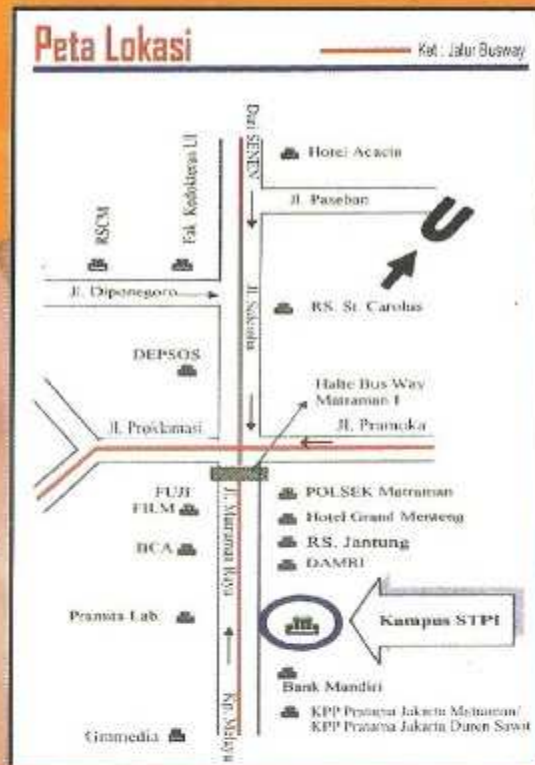 Peta Lokasi
Ket : Jalur Busway
Dari SENEN
Hotel Acacia
Jl. Paseban
RSCM
Fak Kedokteran UI
U
Jl. Diponegoro
Jl. Salemba
RS. St. Carolus
DEPSOS
Halte Bus Way
Matraman I
Jl. Proklamasi
Jl. Pramuka
FUJI
FILM
POLSEK Matraman
Hotel Grand Menteng
BCA
RS. Jantung
DAMRI
Jl. Matraman Raya
Pramita Lab.
Kampus STPI
Bank Mandiri
Kp. Malayu
KPP Pratama Jakarta Matraman/
KPP Pratama Jakarta Duren Sawit
Gramedia